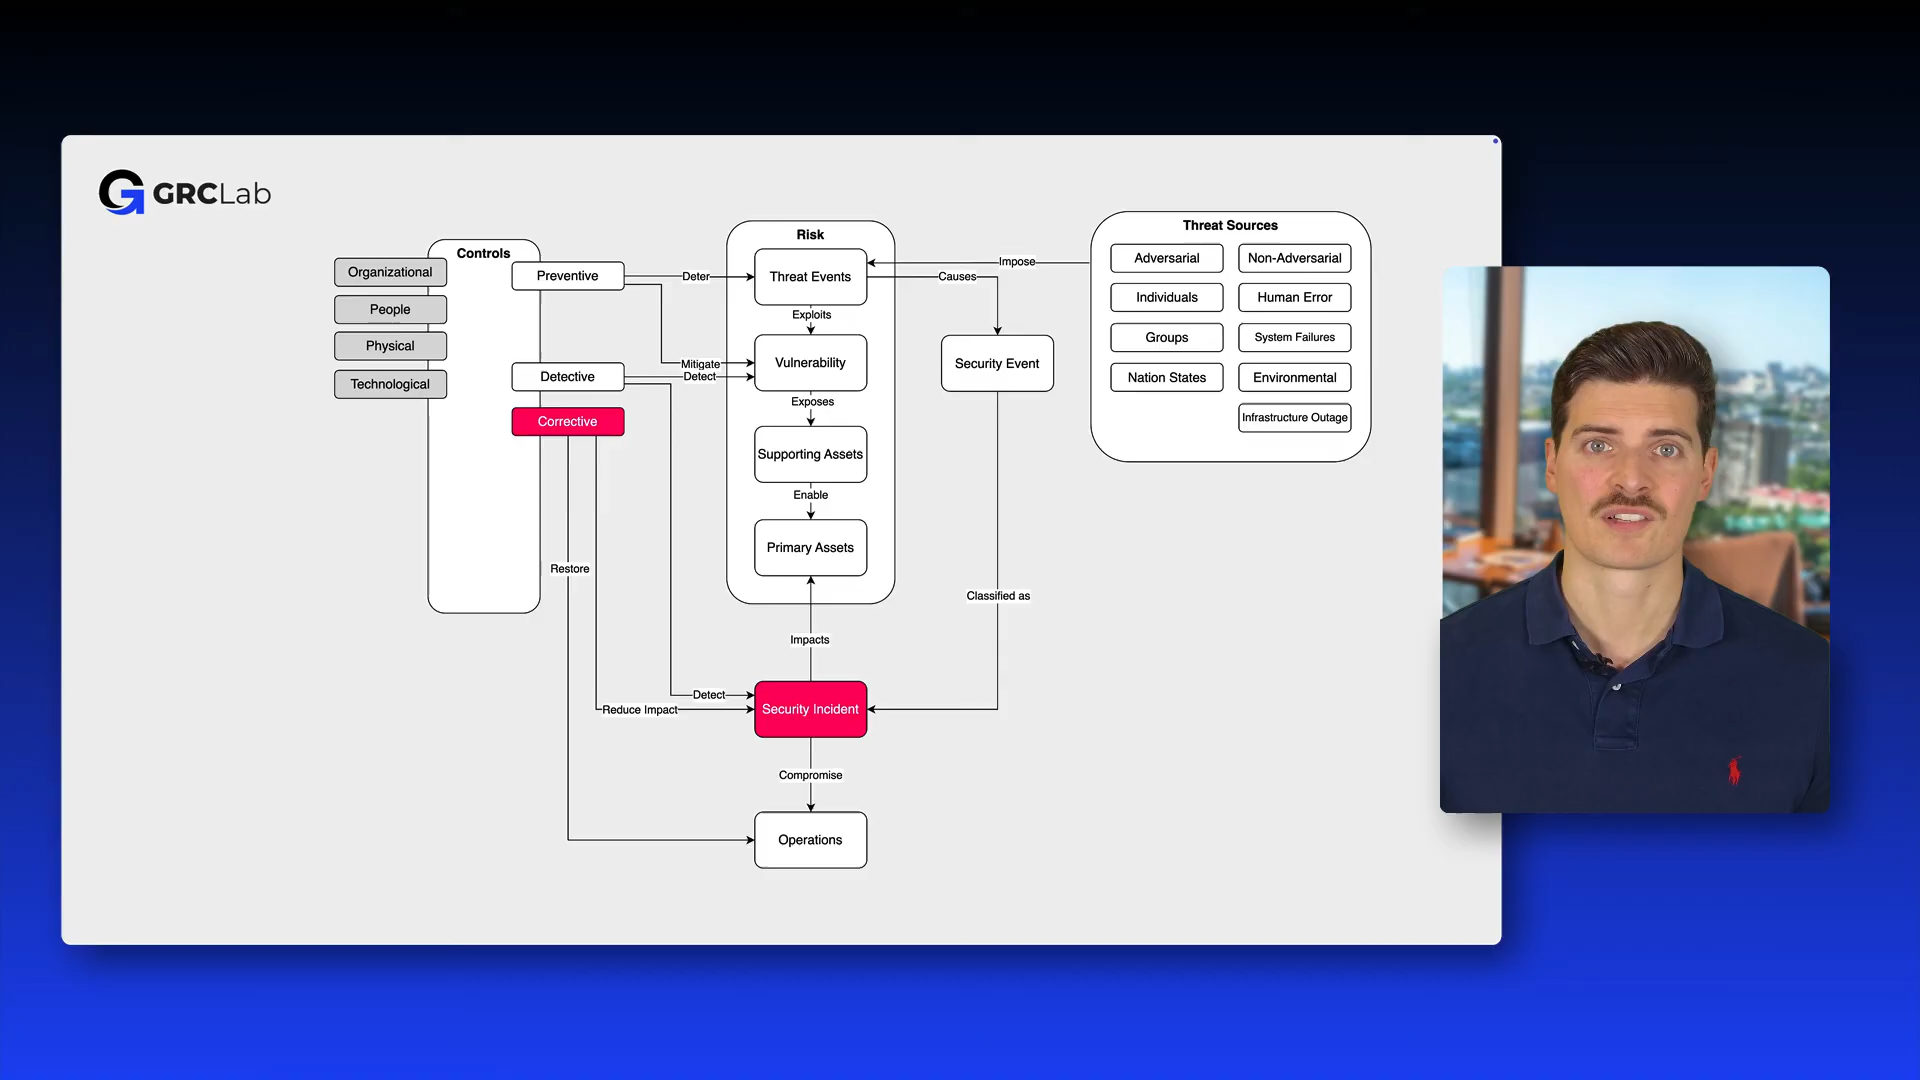 GRCLab
Controls
Organizational
People
Physical
Technological
Preventive
Detective
Corrective
Deter
Mitigate
Detect
Restore
Reduce Impact
Detect
Risk
Threat Events
Exploits
Vulnerability
Exposes
Supporting Assets
Enable
Primary Assets
Impacts
Security Incident
Compromise
Operations
Impose
Causes
Security Event
Classified as
Threat Sources
Adversarial
Non-Adversarial
Individuals
Human Error
Groups
System Failures
Nation States
Environmental
Infrastructure Outage